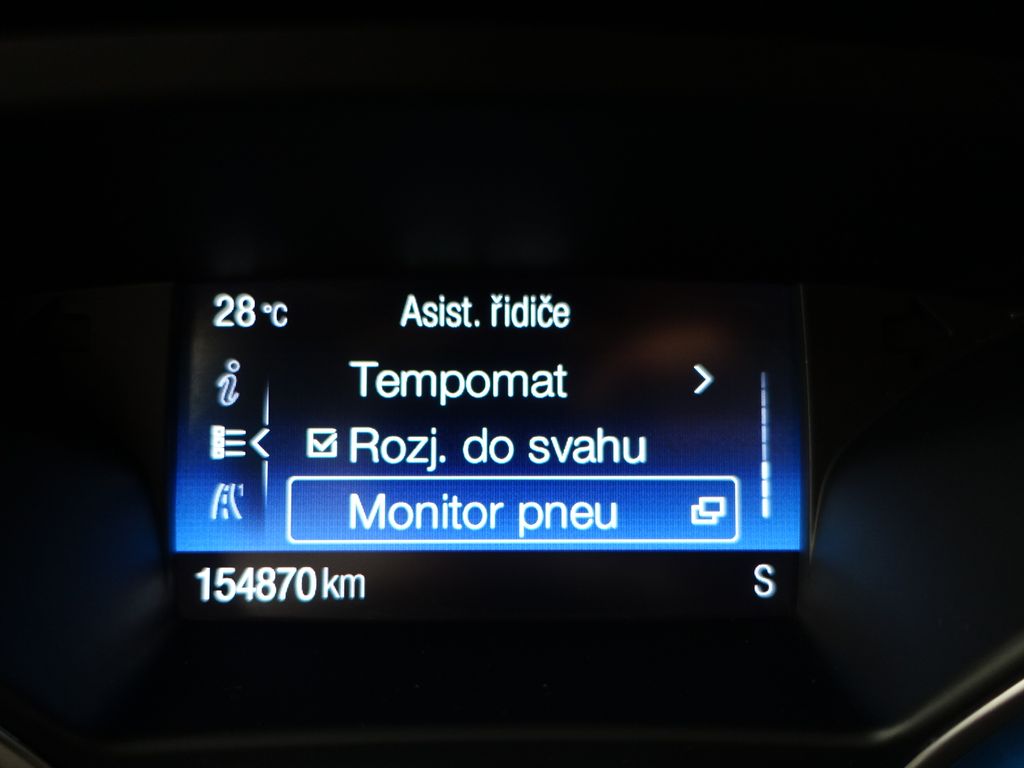 28 °C Asist. řidiče
Tempomat
Rozj. do svahu
Monitor pneu
154870 km S